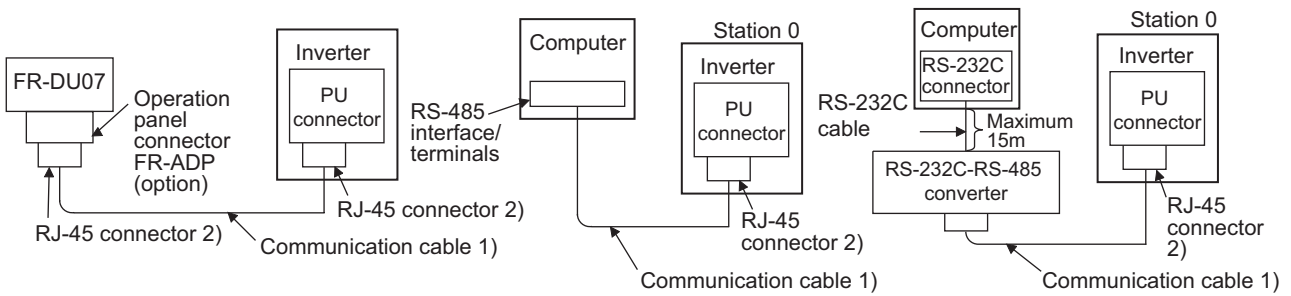 FR-DU07
Operation
panel
connector
FR-ADP
(option)
RJ-45 connector 2)
Inverter
PU
connector
RJ-45 connector 2)
Communication cable 1)
Computer
RS-485
interface/
terminals
Station 0
Inverter
PU
connector
RJ-45
connector 2)
Communication cable 1)
Computer
RS-232C
connector
RS-232C
cable
Maximum
15m
RS-232C-RS-485
converter
Station 0
Inverter
PU
connector
RJ-45
connector
2)
Communication cable 1)